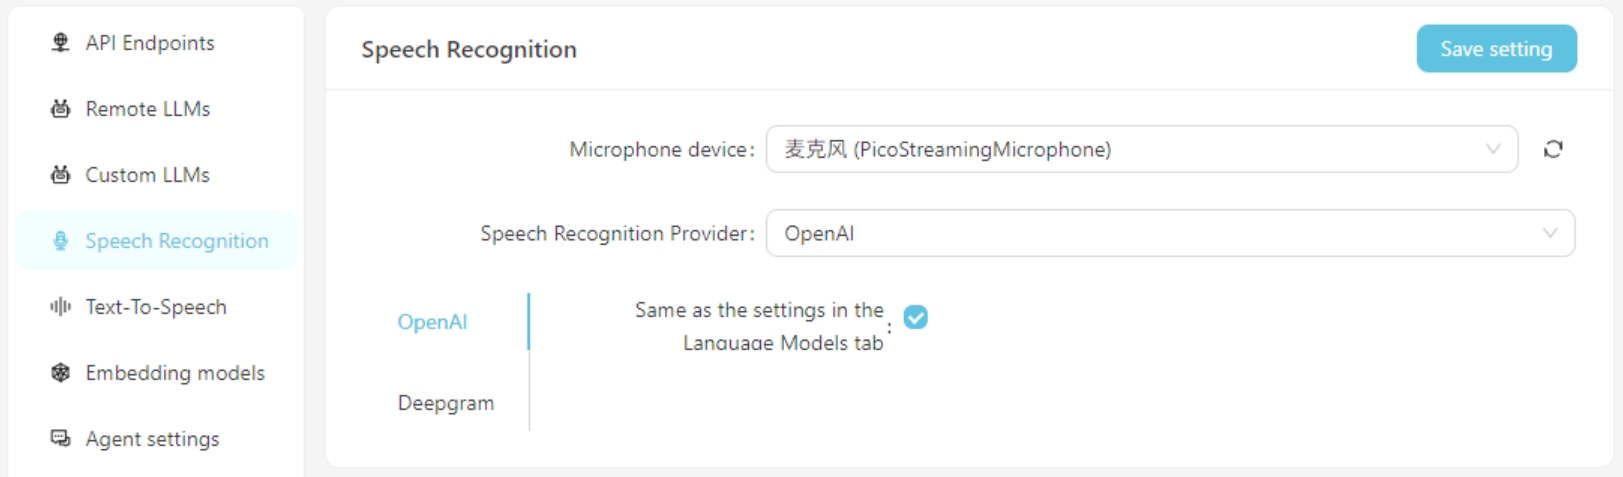 API Endpoints
Remote LLMs
Custom LLMs
Speech Recognition
Text-To-Speech
Embedding models
Agent settings
Speech Recognition
Save setting
Microphone device:
麦克风 (PicoStreamingMicrophone)
Speech Recognition Provider:
OpenAI
OpenAI
Deepgram
Same as the settings in the
Language Models tab: